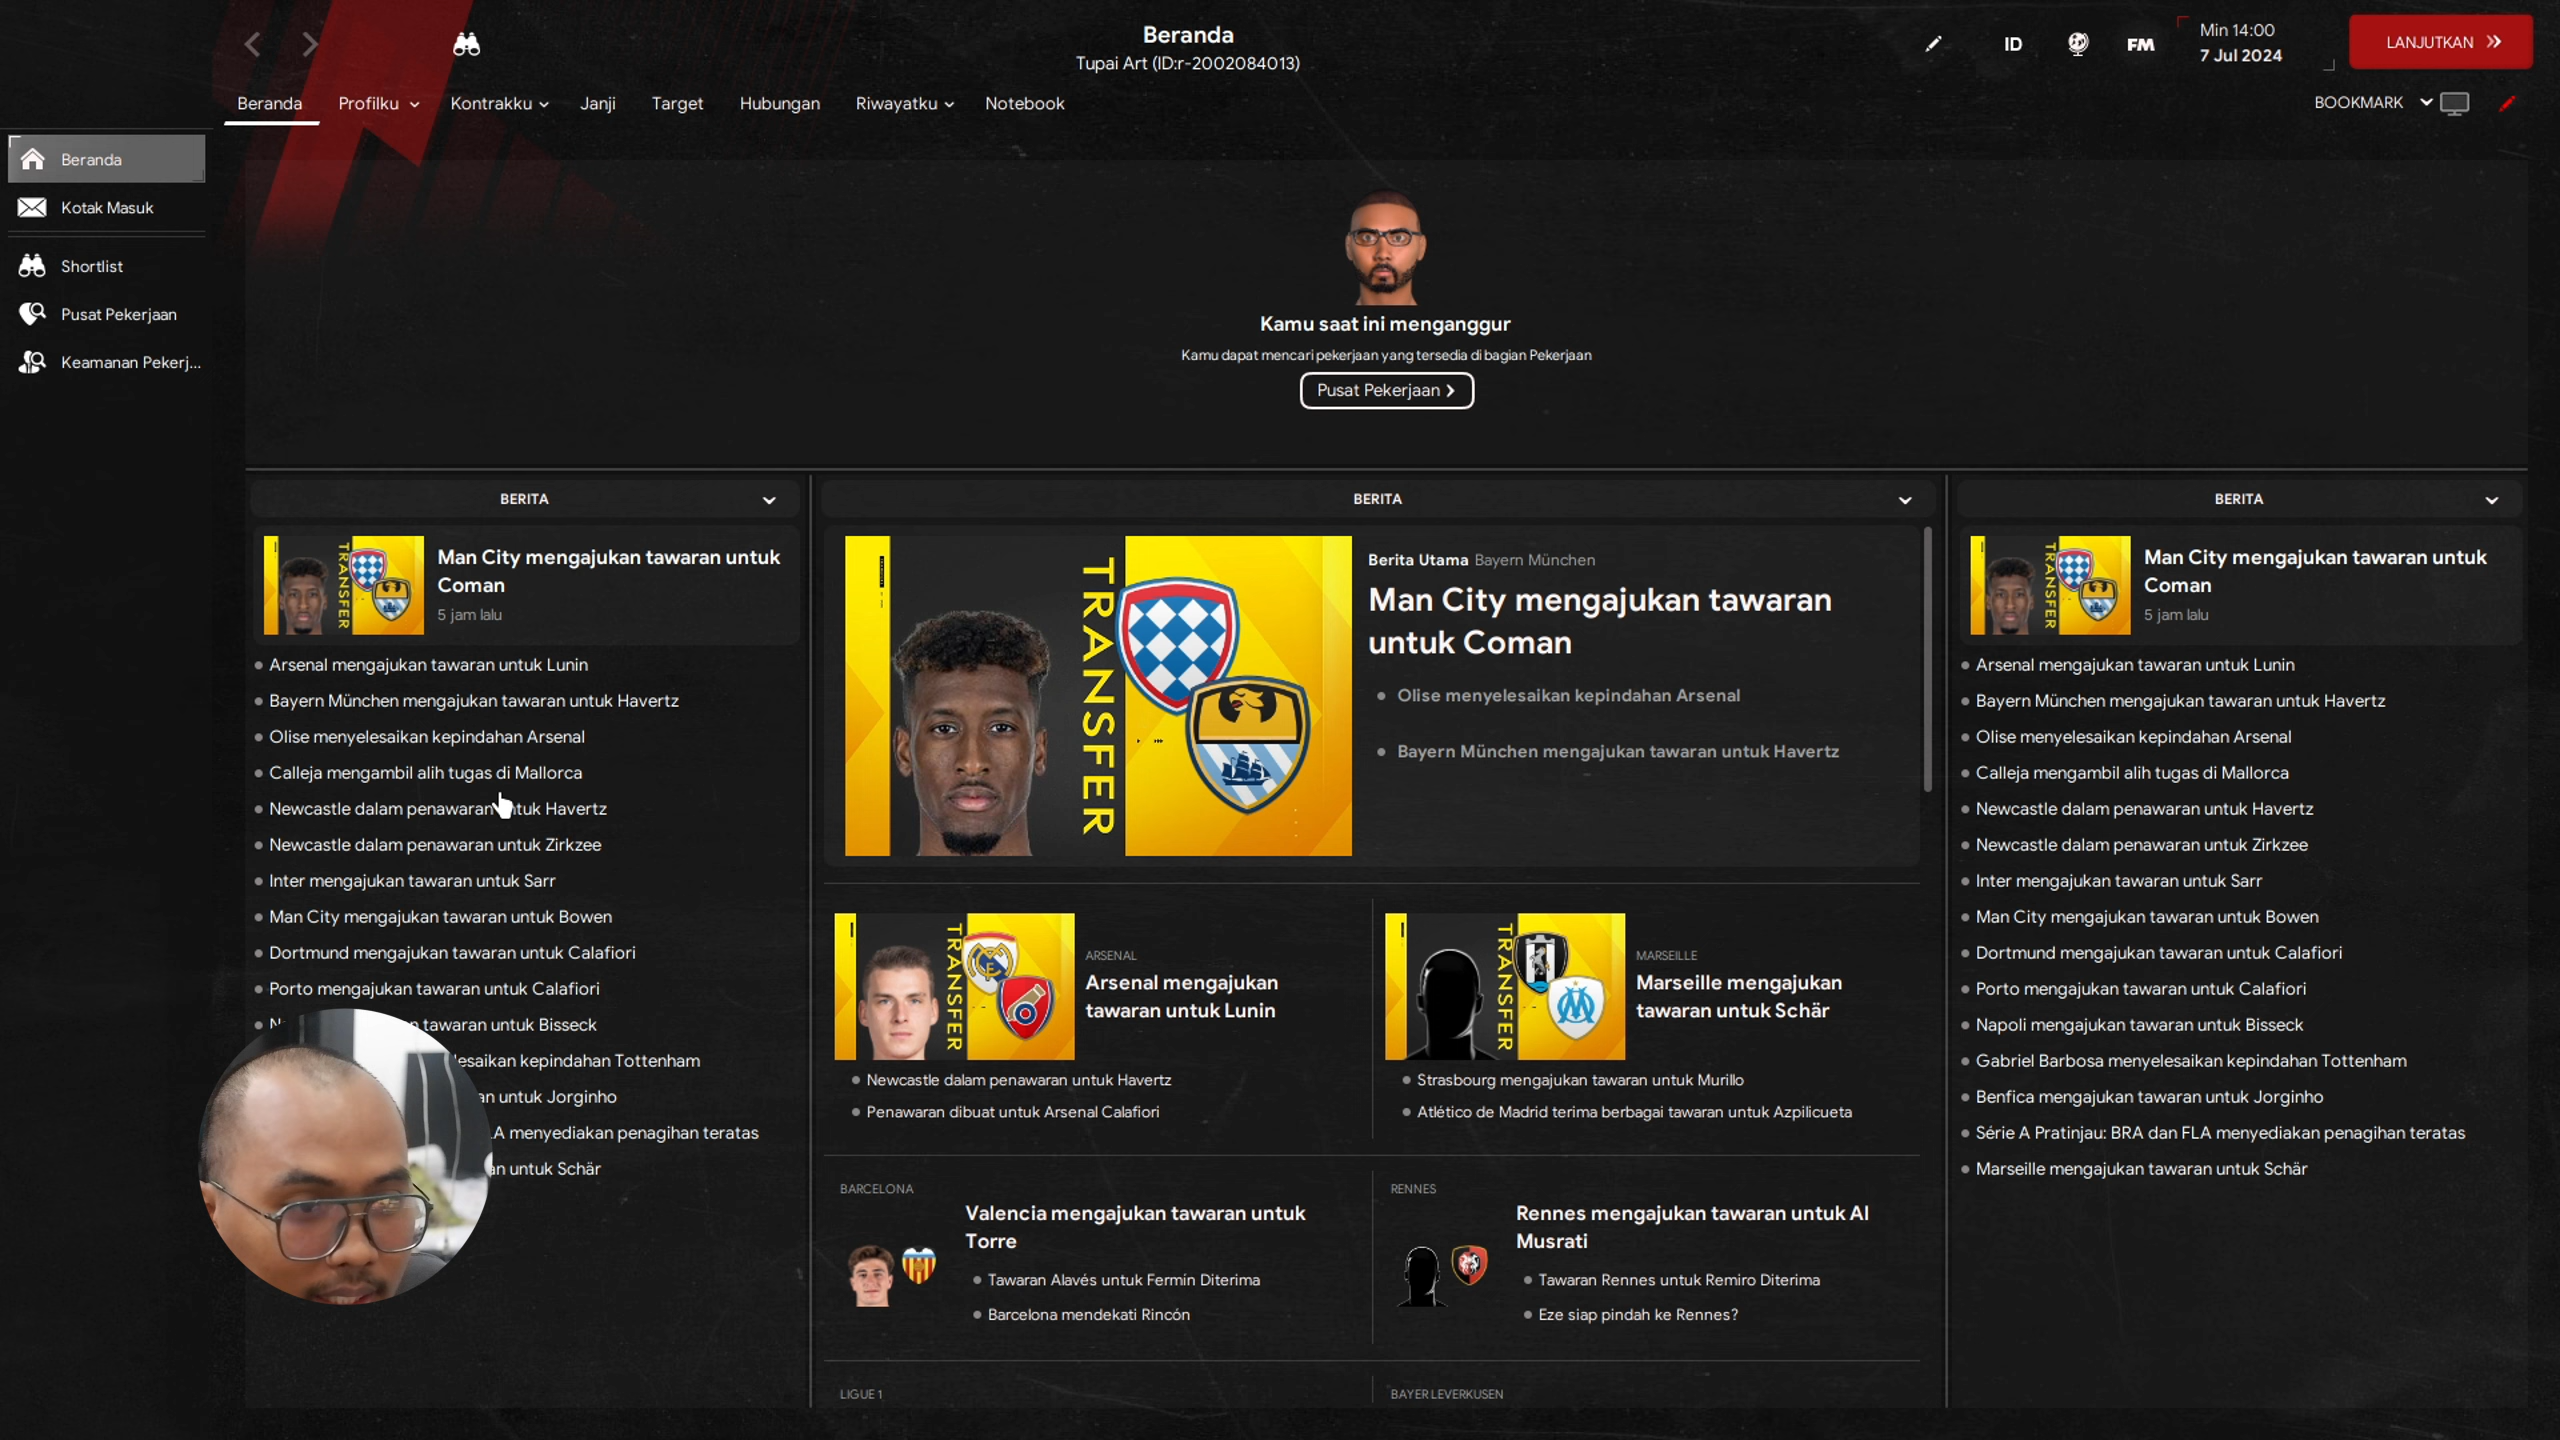 Beranda
Tupai Art (ID:r-2002084013)
ID
FM
Min 14:00
7 Jul 2024
LANJUTKAN
Beranda
Profilku
Kontrakku
Janji
Target
Hubungan
Riwayatku
Notebook
BOOKMARK
Beranda
Kotak Masuk
Shortlist
Pusat Pekerjaan
Keamanan Pekerj...
Kamu saat ini menganggur
Kamu dapat mencari pekerjaan yang tersedia di bagian Pekerjaan
Pusat Pekerjaan
BERITA
TRANSFER
Man City mengajukan tawaran untuk
Coman
5 jam lalu
Arsenal mengajukan tawaran untuk Lunin
Bayern München mengajukan tawaran untuk Havertz
Olise menyelesaikan kepindahan Arsenal
Calleja mengambil alih tugas di Mallorca
Newcastle dalam penawaran untuk Havertz
Newcastle dalam penawaran untuk Zirkzee
Inter mengajukan tawaran untuk Sarr
Man City mengajukan tawaran untuk Bowen
Dortmund mengajukan tawaran untuk Calafiori
Porto mengajukan tawaran untuk Calafiori
tawaran untuk Bisseck
kepindahan Tottenham
untuk Jorginho
menyediakan penagihan teratas
untuk Schär
BERITA
TRANSFER
Berita Utama Bayern München
Man City mengajukan tawaran
untuk Coman
Olise menyelesaikan kepindahan Arsenal
Bayern München mengajukan tawaran untuk Havertz
TRANSFER
ARSENAL
Arsenal mengajukan
tawaran untuk Lunin
Newcastle dalam penawaran untuk Havertz
Penawaran dibuat untuk Arsenal Calafiori
TRANSFER
MARSEILLE
Marseille mengajukan
tawaran untuk Schär
Strasbourg mengajukan tawaran untuk Murillo
Atlético de Madrid terima berbagai tawaran untuk Azpilicueta
BARCELONA
Valencia mengajukan tawaran untuk
Torre
Tawaran Alavés untuk Fermín Diterima
Barcelona mendekati Rincón
RENNES
Rennes mengajukan tawaran untuk Al
Musrati
Tawaran Rennes untuk Remiro Diterima
Eze siap pindah ke Rennes?
LIGUE 1
BAYER LEVERKUSEN
BERITA
TRANSFER
Man City mengajukan tawaran untuk
Coman
5 jam lalu
Arsenal mengajukan tawaran untuk Lunin
Bayern München mengajukan tawaran untuk Havertz
Olise menyelesaikan kepindahan Arsenal
Calleja mengambil alih tugas di Mallorca
Newcastle dalam penawaran untuk Havertz
Newcastle dalam penawaran untuk Zirkzee
Inter mengajukan tawaran untuk Sarr
Man City mengajukan tawaran untuk Bowen
Dortmund mengajukan tawaran untuk Calafiori
Porto mengajukan tawaran untuk Calafiori
Napoli mengajukan tawaran untuk Bisseck
Gabriel Barbosa menyelesaikan kepindahan Tottenham
Benfica mengajukan tawaran untuk Jorginho
Série A Pratinjau: BRA dan FLA menyediakan penagihan teratas
Marseille mengajukan tawaran untuk Schär